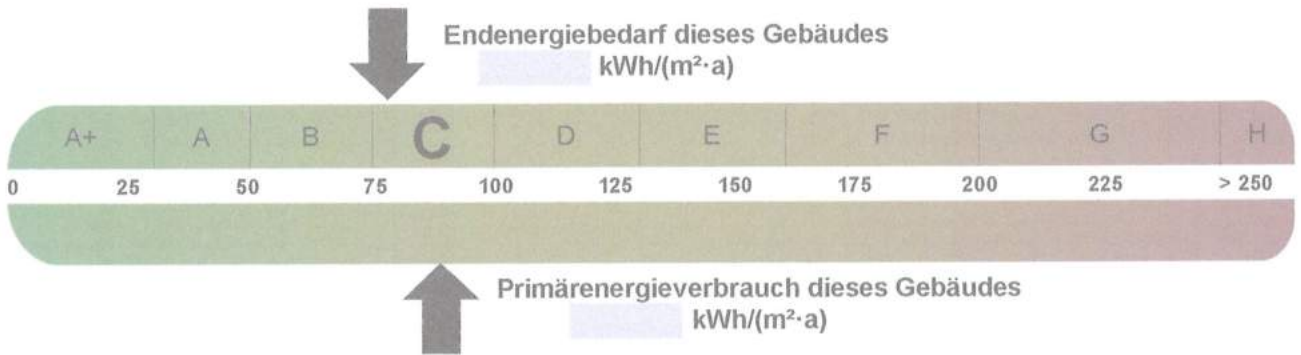 Endenergiebedarf dieses Gebäudes
kWh/(m²·a)
A+ A B C D E F G H
0 25 50 75 100 125 150 175 200 225 > 250
Primärenergieverbrauch dieses Gebäudes
kWh/(m²·a)